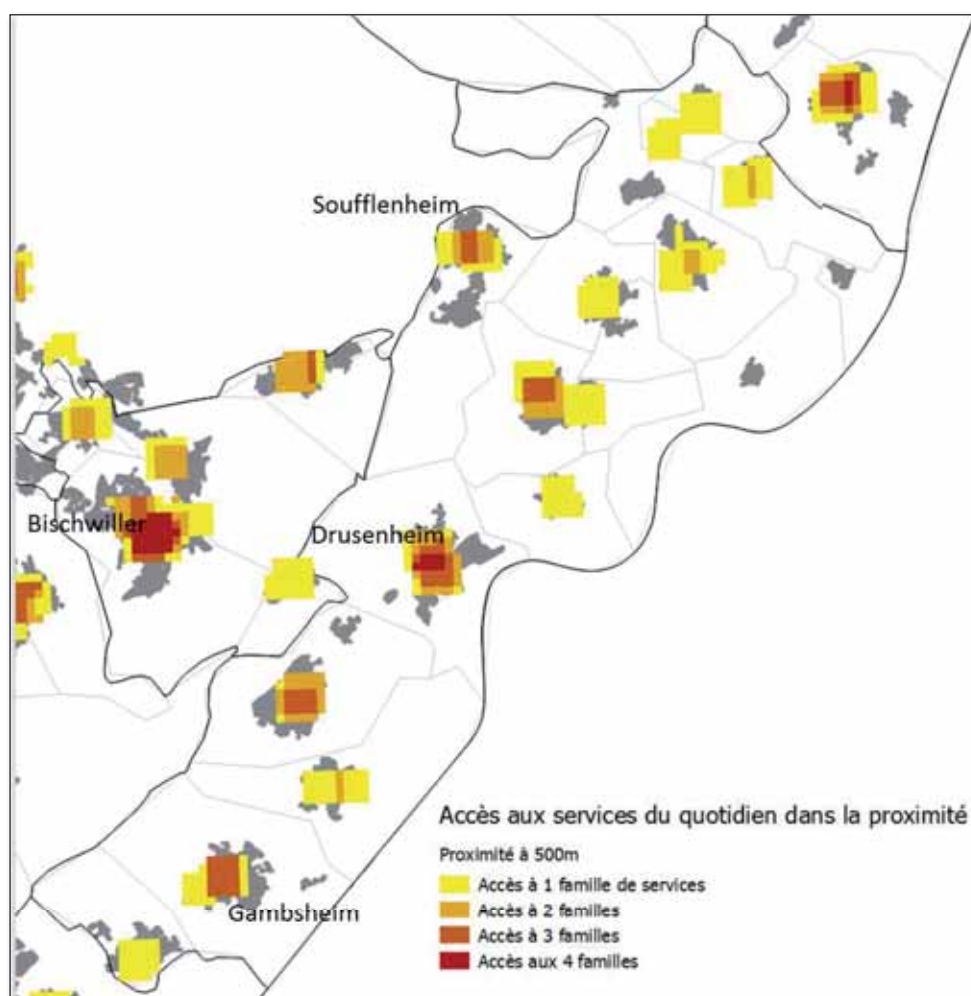 Soufflenheim
Bischwiller
Drusenheim
Gambsheim
Accès aux services du quotidien dans la proximité
Proximité à 500m
Accès à 1 famille de services
Accès à 2 familles
Accès à 3 familles
Accès aux 4 familles